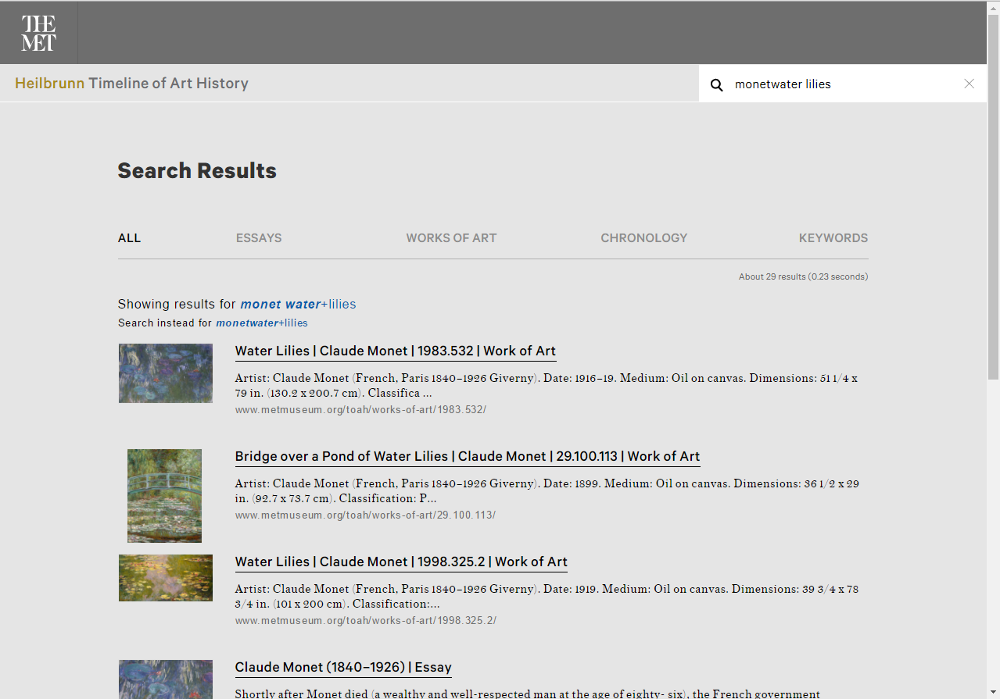 THE
MET
Heilbrunn Timeline of Art History
monetwater lilies
Search Results
ALL ESSAYS WORKS OF ART CHRONOLOGY KEYWORDS
About 29 results (0.23 seconds)
Showing results for monet water+lilies
Search instead for monetwater+lilies
Water Lilies | Claude Monet | 1983.532 | Work of Art
Artist: Claude Monet (French, Paris 1840–1926 Giverny). Date: 1916–19. Medium: Oil on canvas. Dimensions: 51 1/4 x
79 in. (130.2 x 200.7 cm). Classifica ...
www.metmuseum.org/toah/works-of-art/1983.532/
Bridge over a Pond of Water Lilies | Claude Monet | 29.100.113 | Work of Art
Artist: Claude Monet (French, Paris 1840–1926 Giverny). Date: 1899. Medium: Oil on canvas. Dimensions: 36 1/2 x 29
in. (92.7 x 73.7 cm). Classification: P...
www.metmuseum.org/toah/works-of-art/29.100.113/
Water Lilies | Claude Monet | 1998.325.2 | Work of Art
Artist: Claude Monet (French, Paris 1840–1926 Giverny). Date: 1919. Medium: Oil on canvas. Dimensions: 39 3/4 x 78
3/4 in. (101 x 200 cm). Classification:...
www.metmuseum.org/toah/works-of-art/1998.325.2/
Claude Monet (1840–1926) | Essay
Shortly after Monet died (a wealthy and well-respected man at the age of eighty- six), the French government